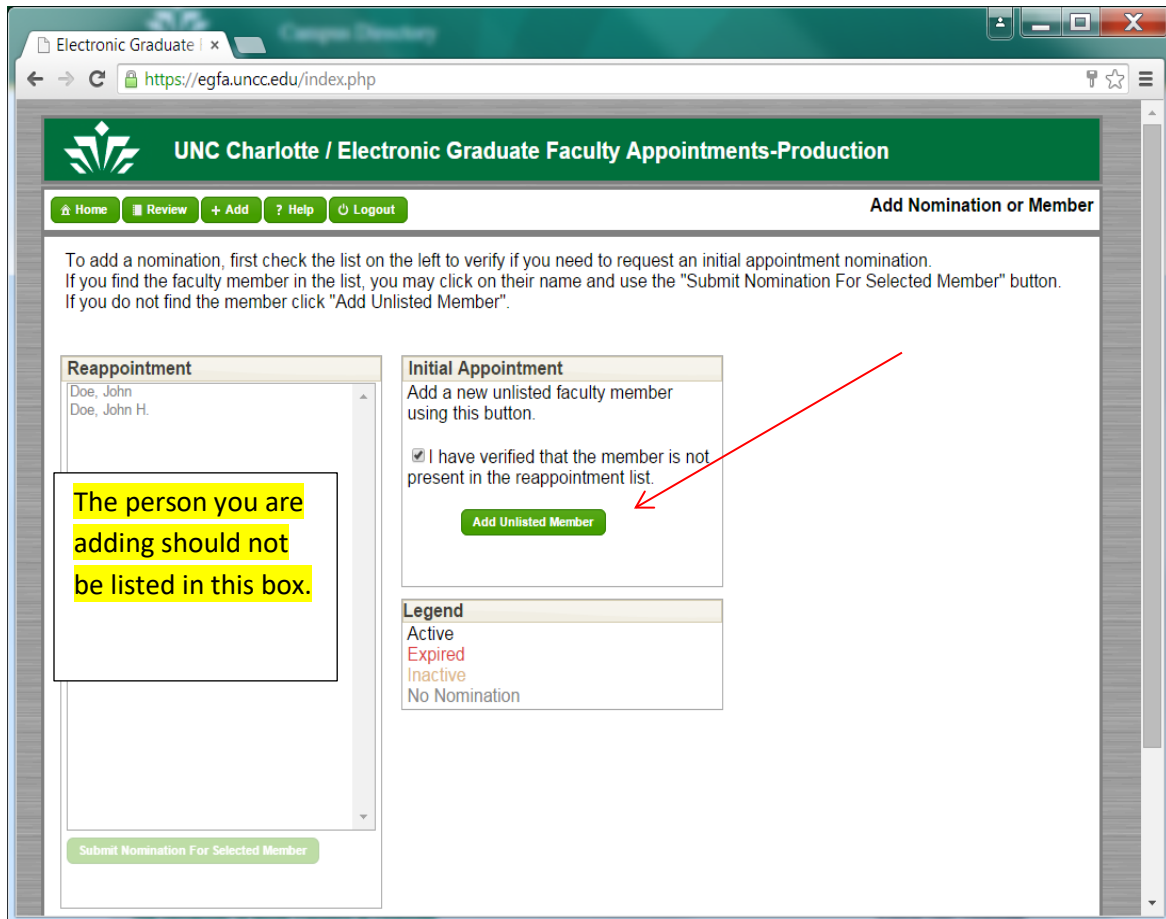 Campus Directory
Electronic Graduate
https://egfa.uncc.edu/index.php
UNC Charlotte / Electronic Graduate Faculty Appointments-Production
Home
Review
+ Add
? Help
Logout
Add Nomination or Member
To add a nomination, first check the list on the left to verify if you need to request an initial appointment nomination.
If you find the faculty member in the list, you may click on their name and use the "Submit Nomination For Selected Member" button.
If you do not find the member click "Add Unlisted Member".
Reappointment
Doe, John
Doe, John H.
The person you are
adding should not
be listed in this box.
Submit Nomination For Selected Member
Initial Appointment
Add a new unlisted faculty member
using this button.
I have verified that the member is not
present in the reappointment list.
Add Unlisted Member
Legend
Active
Expired
Inactive
No Nomination